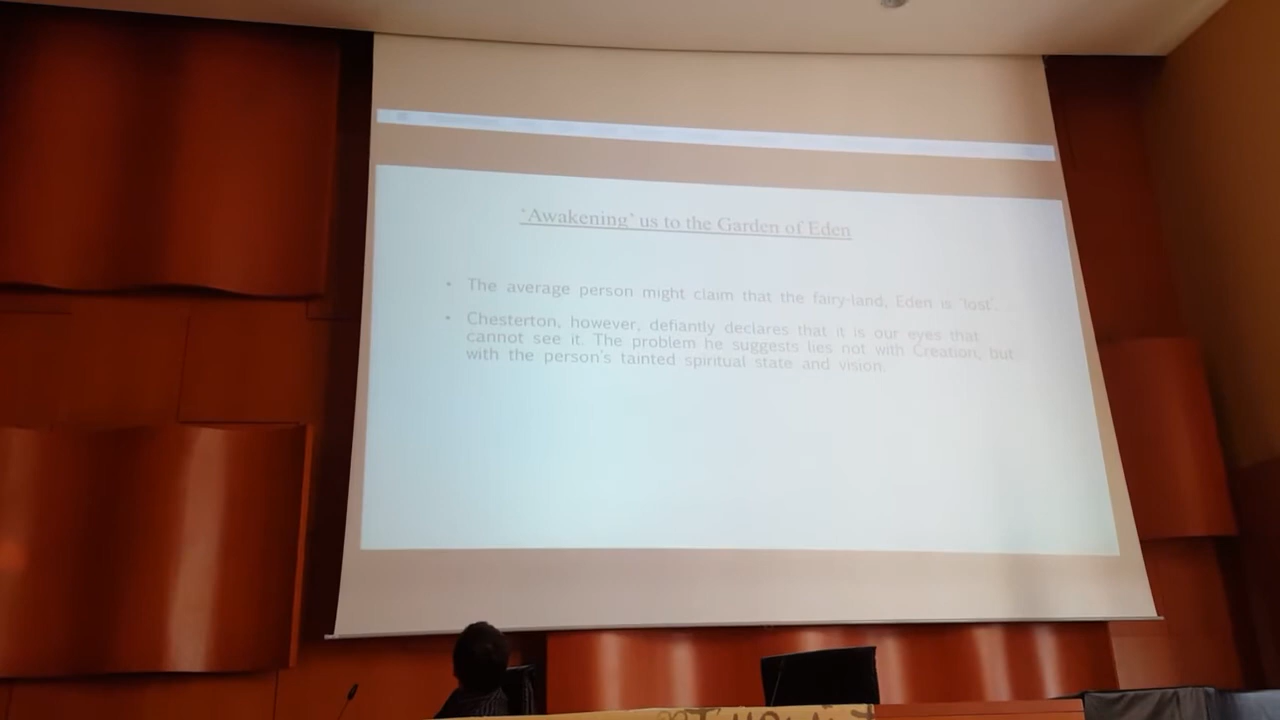 'Awakening' us to the Garden of Eden
• The average person might claim that the fairy-land, Eden is 'lost'.
• Chesterton, however, defiantly declares that it is our eyes that
cannot see it. The problem he suggests lies not with Creation, but
with the person's tainted spiritual state and vision.